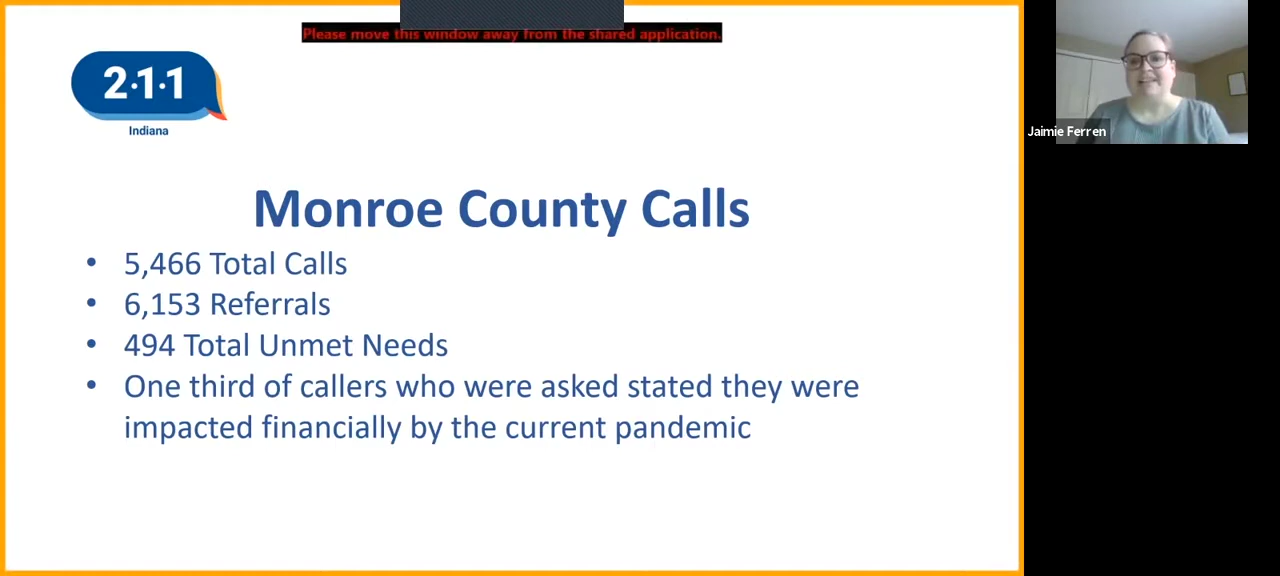 Please move this window away from the shared application.
2·1·1
Indiana
Jaimie Ferren
Monroe County Calls
• 5,466 Total Calls
• 6,153 Referrals
• 494 Total Unmet Needs
• One third of callers who were asked stated they were
impacted financially by the current pandemic